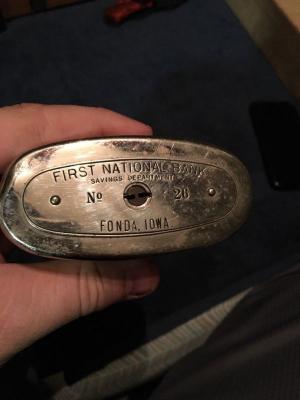 FIRST NATIONAL BANK
SAVINGS DEPARTMENT
No 26
FONDA, IOWA.